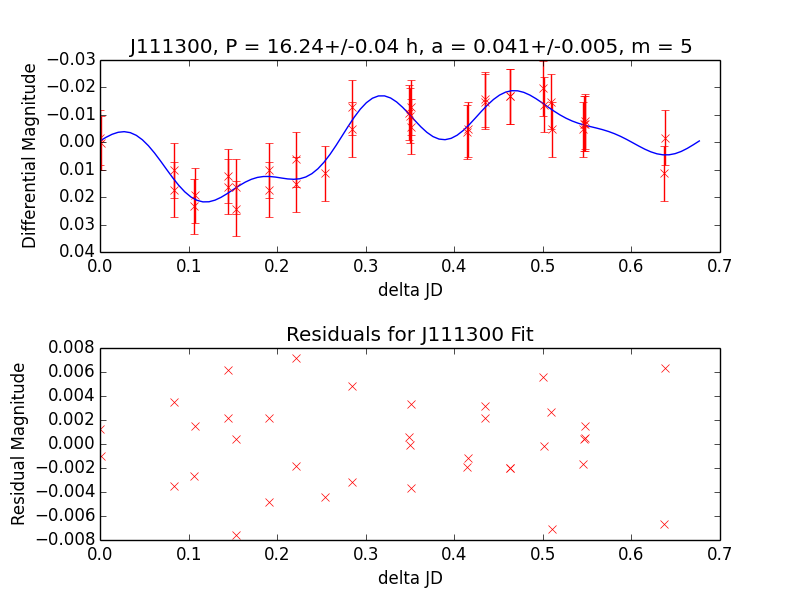 J111300, P = 16.24+/-0.04 h, a = 0.041+/-0.005, m = 5
Differential Magnitude
−0.03
−0.02
−0.01
0.00
0.01
0.02
0.03
0.04
0.0 0.1 0.2 0.3 0.4 0.5 0.6 0.7
delta JD
Residuals for J111300 Fit
Residual Magnitude
0.008
0.006
0.004
0.002
0.000
−0.002
−0.004
−0.006
−0.008
0.0 0.1 0.2 0.3 0.4 0.5 0.6 0.7
delta JD